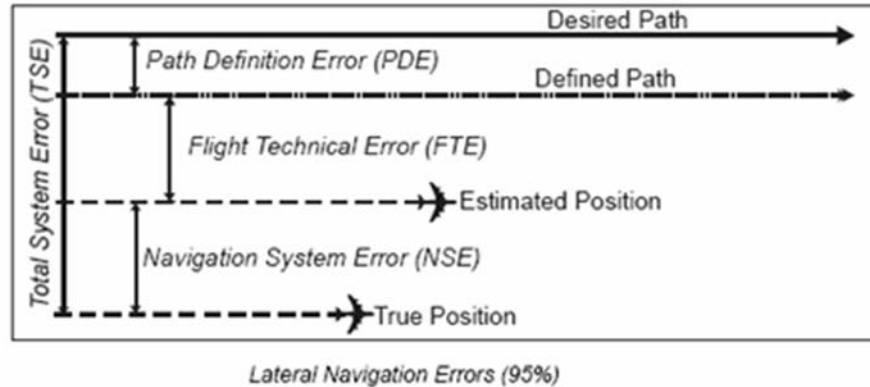 Desired Path
Path Definition Error (PDE)
Defined Path
Total System Error (TSE)
Flight Technical Error (FTE)
Estimated Position
Navigation System Error (NSE)
True Position
Lateral Navigation Errors (95%)